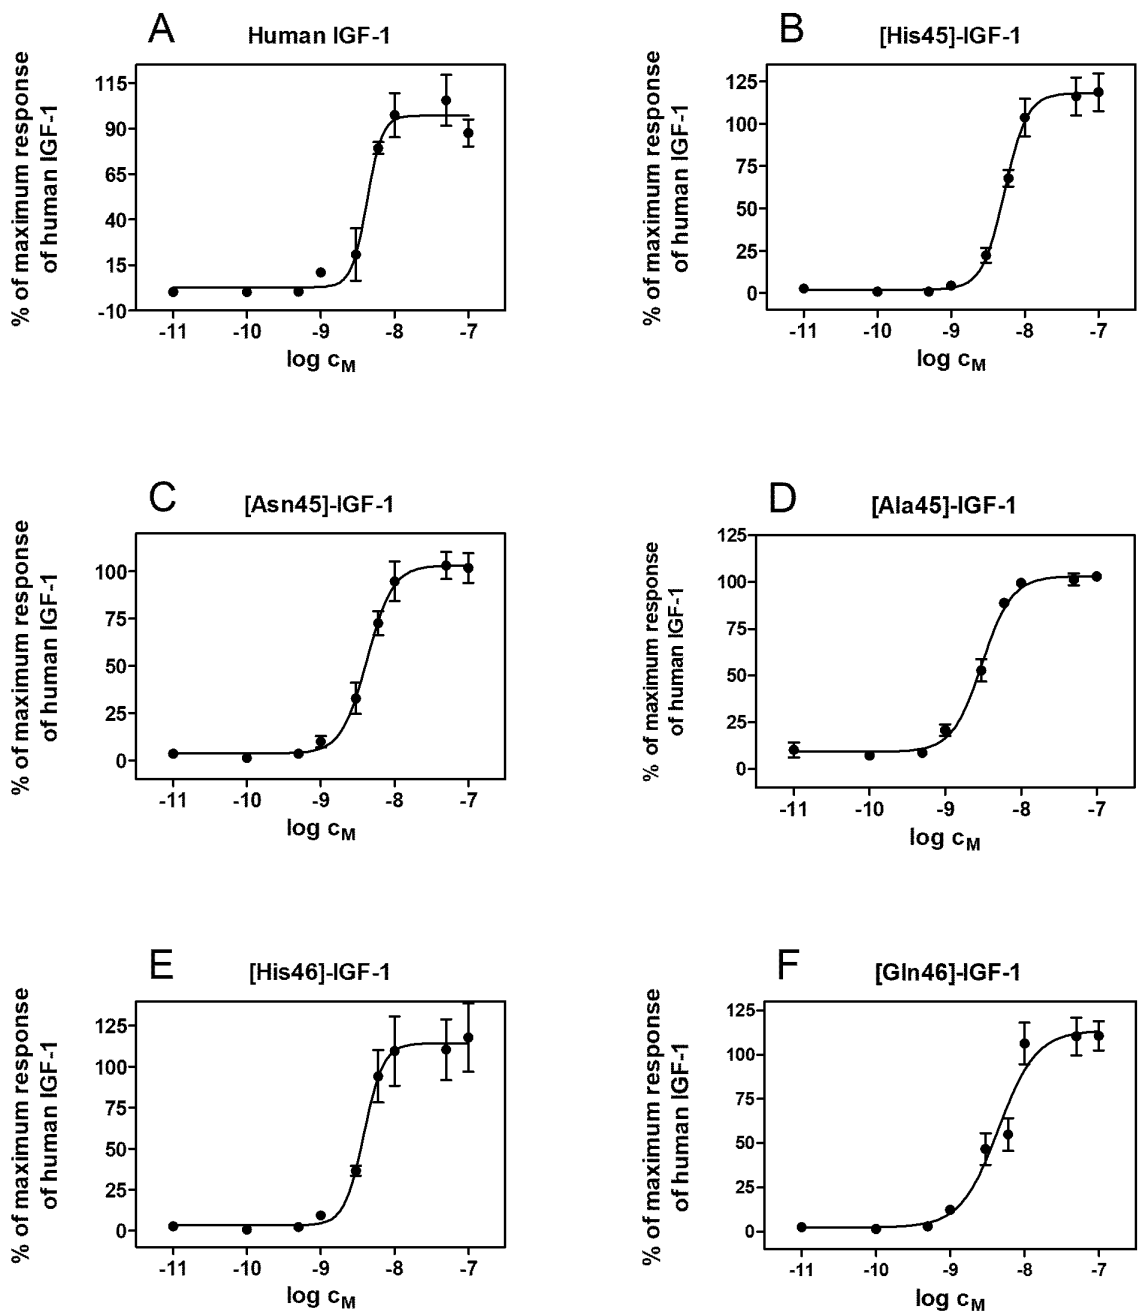 A
Human IGF-1
% of maximum response
of human IGF-1
115
90
65
40
15
-10
-11
-10
-9
-8
-7
log cM
B
[His45]-IGF-1
% of maximum response
of human IGF-1
125
100
75
50
25
0
-11
-10
-9
-8
-7
log cM
C
[Asn45]-IGF-1
% of maximum response
of human IGF-1
100
75
50
25
0
-11
-10
-9
-8
-7
log cM
D
[Ala45]-IGF-1
% of maximum response
of human IGF-1
125
100
75
50
25
0
-11
-10
-9
-8
-7
log cM
E
[His46]-IGF-1
% of maximum response
of human IGF-1
125
100
75
50
25
0
-11
-10
-9
-8
-7
log cM
F
[Gln46]-IGF-1
% of maximum response
of human IGF-1
125
100
75
50
25
0
-11
-10
-9
-8
-7
log cM